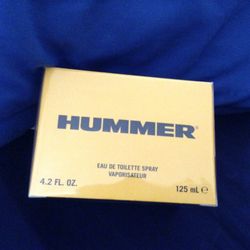 HUMMER®
EAU DE TOILETTE SPRAY
VAPORISATEUR
4.2 FL. OZ. 125 mL ℮